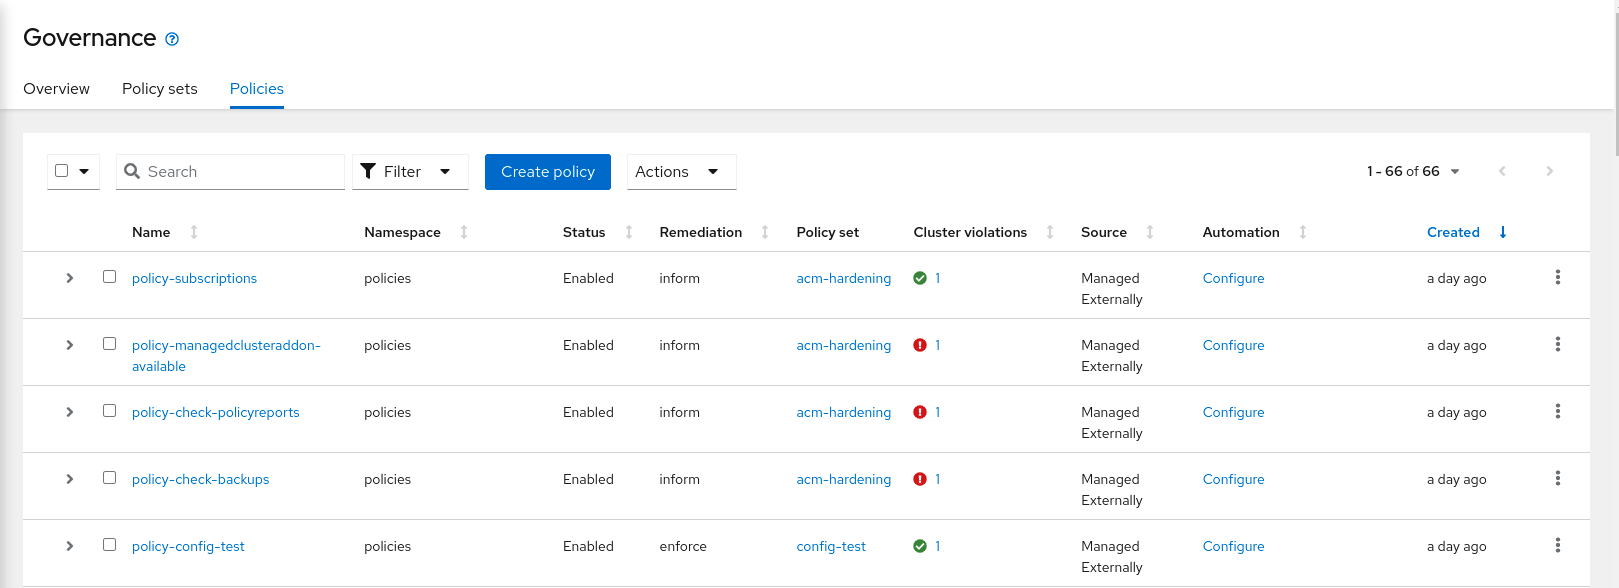 Governance
Overview Policy sets Policies
Search Filter Create policy Actions 1 - 66 of 66
Name Namespace Status Remediation Policy set Cluster violations Source Automation Created
policy-subscriptions policies Enabled inform acm-hardening 1 Managed Configure a day ago
Externally
policy-managedclusteraddon- policies Enabled inform acm-hardening 1 Managed Configure a day ago
available Externally
policy-check-policyreports policies Enabled inform acm-hardening 1 Managed Configure a day ago
Externally
policy-check-backups policies Enabled inform acm-hardening 1 Managed Configure a day ago
Externally
policy-config-test policies Enabled enforce config-test 1 Managed Configure a day ago
Externally